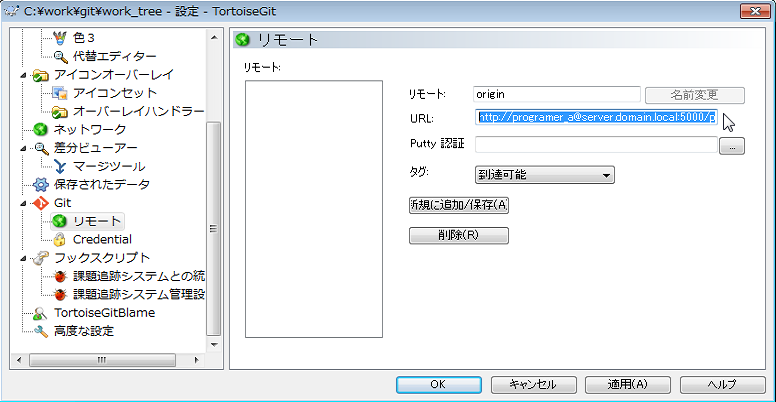 C:¥work¥git¥work_tree - 設定 - TortoiseGit
色３
代替エディター
アイコンオーバーレイ
アイコンセット
オーバーレイハンドラー
ネットワーク
差分ビューアー
マージツール
保存されたデータ
Git
リモート
Credential
フックスクリプト
課題追跡システムとの統
課題追跡システム管理設
TortoiseGitBlame
高度な設定
リモート
リモート:
リモート:
origin
名前変更
URL:
http://programer_a@server.domain.local:5000/p
Putty 認証
...
タグ:
到達可能
新規に追加/保存(A
削除(R)
OK
キャンセル
適用(A)
ヘルプ